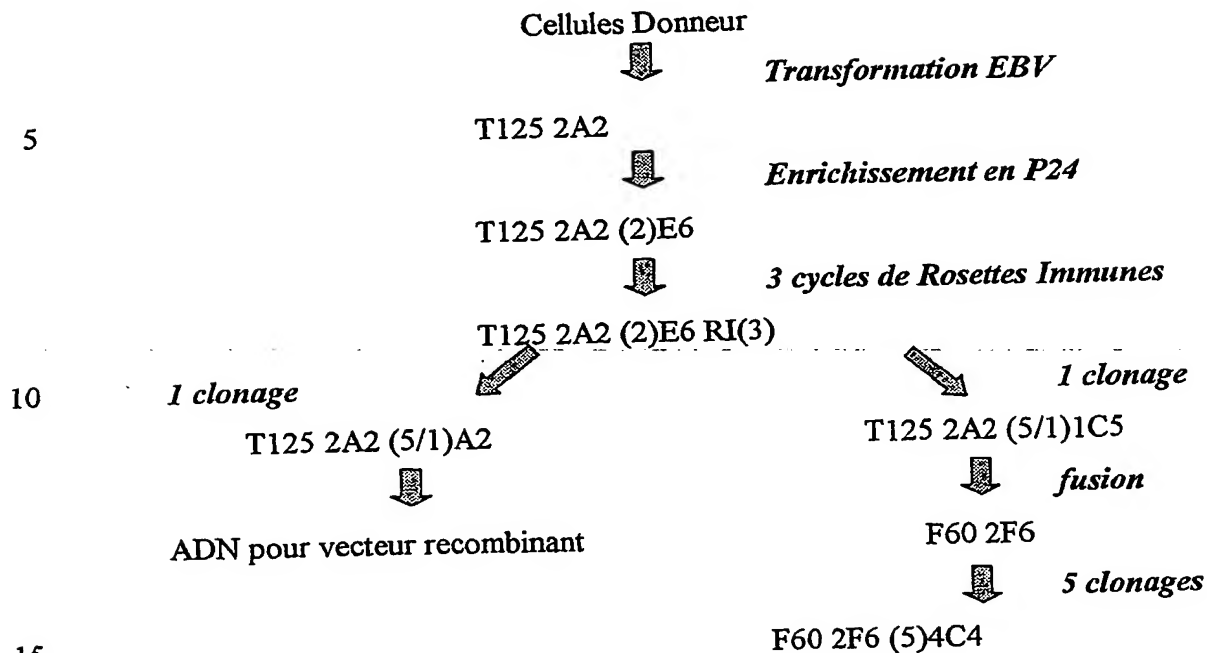 Cellules Donneur
Transformation EBV
5
T125 2A2
Enrichissement en P24
T125 2A2 (2)E6
3 cycles de Rosettes Immunes
T125 2A2 (2)E6 RI(3)
10
1 clonage
1 clonage
T125 2A2 (5/1)A2
T125 2A2 (5/1)1C5
fusion
ADN pour vecteur recombinant
F60 2F6
5 clonages
F60 2F6 (5)4C4
15